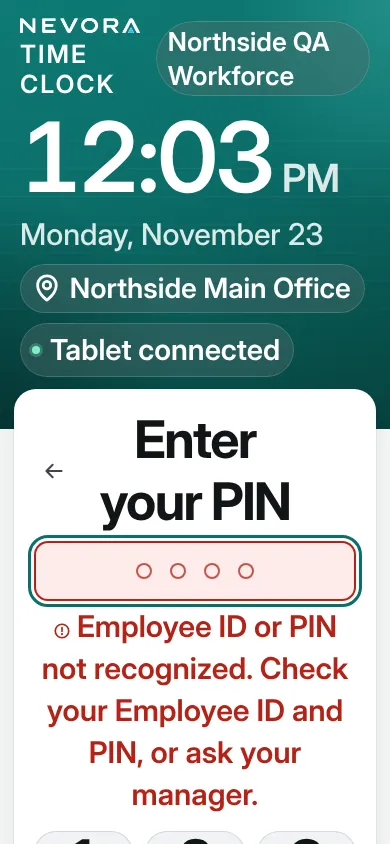 NEVORA
TIME
CLOCK
Northside QA
Workforce
12:03 PM
Monday, November 23
Northside Main Office
Tablet connected
Enter
your PIN
Employee ID or PIN
not recognized. Check
your Employee ID and
PIN, or ask your
manager.